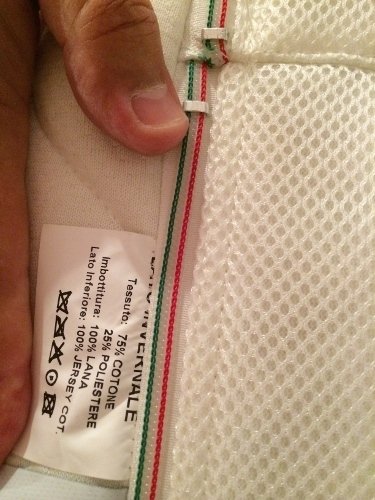 LATO INVERNALE
Tessuto: 75% COTONE
25% POLIESTERE
Imbottitura: 100% LANA
Lato Inferiore: 100% JERSEY COT.